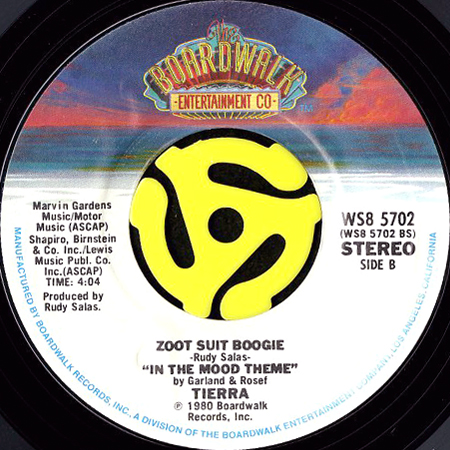 The
BOARDWALK
-ENTERTAINMENT CO-
TM
Marvin Gardens
Music/Motor
Music (ASCAP)
Shapiro, Birnstein
& Co. Inc./Lewis
Music Publ. Co.
Inc.(ASCAP)
TIME: 4:04
Produced by
Rudy Salas.
WS8 5702
(WS8 5702 BS)
STEREO
SIDE B
ZOOT SUIT BOOGIE
-Rudy Salas-
"IN THE MOOD THEME"
by Garland & Rosef
TIERRA
℗ 1980 Boardwalk
Records, Inc.
MANUFACTURED BY BOARDWALK RECORDS, INC. A DIVISION OF THE BOARDWALK ENTERTAINMENT COMPANY, LOS ANGELES, CALIFORNIA